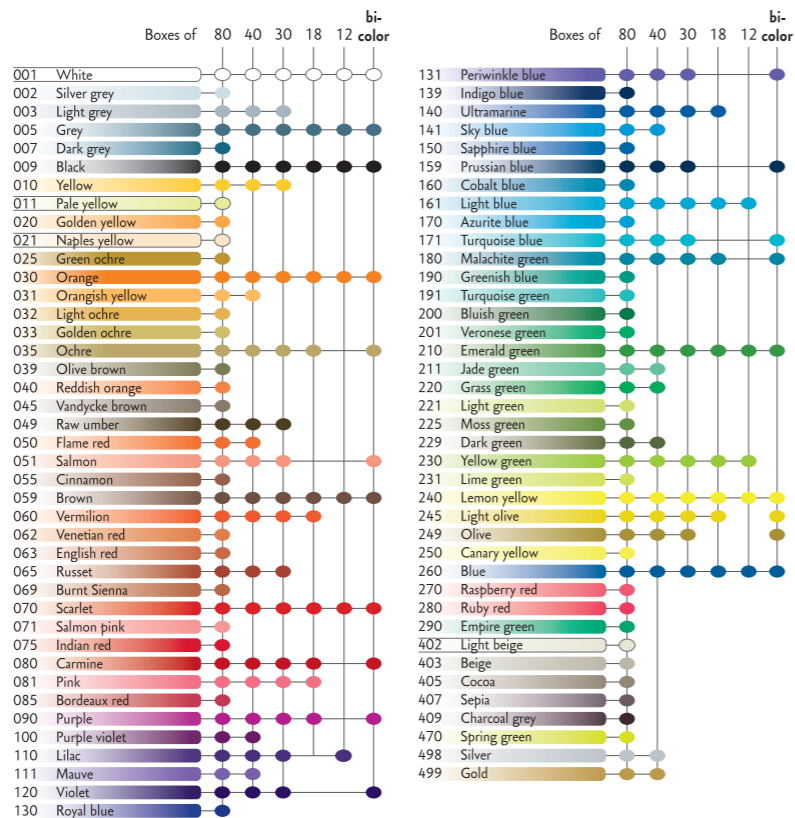 bi-
Boxes of 80 40 30 18 12 color
001 White
002 Silver grey
003 Light grey
005 Grey
007 Dark grey
009 Black
010 Yellow
011 Pale yellow
020 Golden yellow
021 Naples yellow
025 Green ochre
030 Orange
031 Orangish yellow
032 Light ochre
033 Golden ochre
035 Ochre
039 Olive brown
040 Reddish orange
045 Vandycke brown
049 Raw umber
050 Flame red
051 Salmon
055 Cinnamon
059 Brown
060 Vermilion
062 Venetian red
063 English red
065 Russet
069 Burnt Sienna
070 Scarlet
071 Salmon pink
075 Indian red
080 Carmine
081 Pink
085 Bordeaux red
090 Purple
100 Purple violet
110 Lilac
111 Mauve
120 Violet
130 Royal blue
bi-
Boxes of 80 40 30 18 12 color
131 Periwinkle blue
139 Indigo blue
140 Ultramarine
141 Sky blue
150 Sapphire blue
159 Prussian blue
160 Cobalt blue
161 Light blue
170 Azurite blue
171 Turquoise blue
180 Malachite green
190 Greenish blue
191 Turquoise green
200 Bluish green
201 Veronese green
210 Emerald green
211 Jade green
220 Grass green
221 Light green
225 Moss green
229 Dark green
230 Yellow green
231 Lime green
240 Lemon yellow
245 Light olive
249 Olive
250 Canary yellow
260 Blue
270 Raspberry red
280 Ruby red
290 Empire green
402 Light beige
403 Beige
405 Cocoa
407 Sepia
409 Charcoal grey
470 Spring green
498 Silver
499 Gold